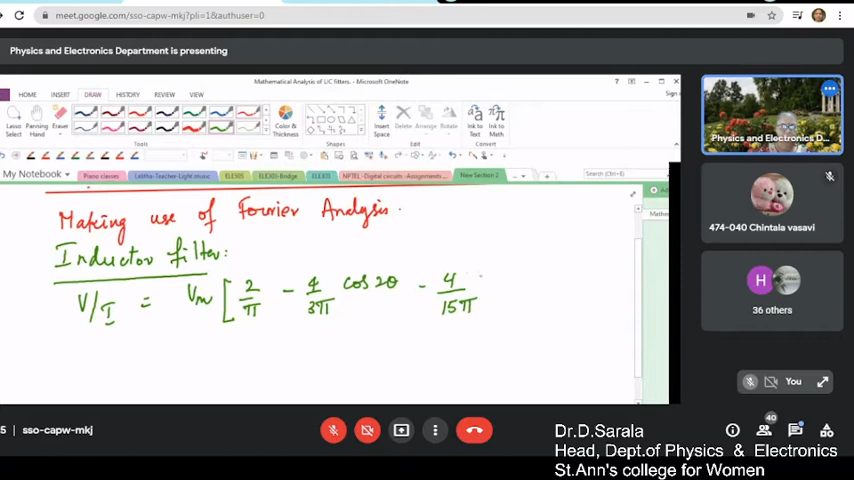 meet.google.com/sso-capw-mkj?pli=1&authuser=0
Physics and Electronics Department is presenting
Mathematical Analysis of L/C filters. - Microsoft OneNote
HOME INSERT DRAW HISTORY REVIEW VIEW
Sign
Lasso Select
Panning Hand
Eraser
Color & Thickness
Insert Space
Delete
Arrange
Ink to Text
Ink to Math
Tools Shapes Convert
My Notebook
Piano classes
Lalitha-Teacher-Light music
ELE305
ELE303-Bridge
ELE301
NPTEL - Digital circuits -Assignments...
New Section 2
Search (Ctrl+E)
Making use of Fourier Analysis.
Inductor filter:
V/I = Vm [ 2/π - 4/3π cos 2θ - 4/15π
Physics and Electronics D...
474-040 Chintala vasavi
H
36 others
You
40
5 sso-capw-mkj
Dr.D.Sarala
Head, Dept.of Physics & Electronics
St.Ann's college for Women